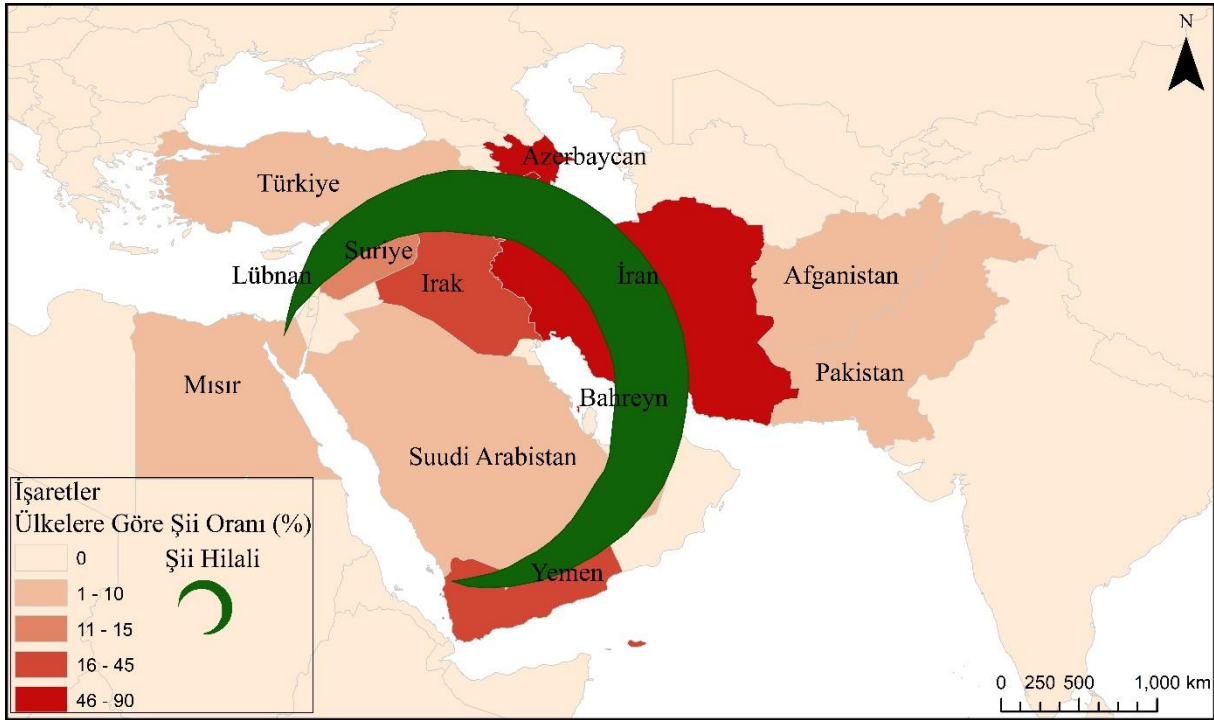 N
Azerbaycan
Türkiye
Suriye
Lübnan
Irak
İran
Afganistan
Mısır
Pakistan
Bahreyn
Suudi Arabistan
Yemen
İşaretler
Ülkelere Göre Şii Oranı (%)
0
Şii Hilali
1 - 10
11 - 15
16 - 45
46 - 90
0 250 500 1,000 km